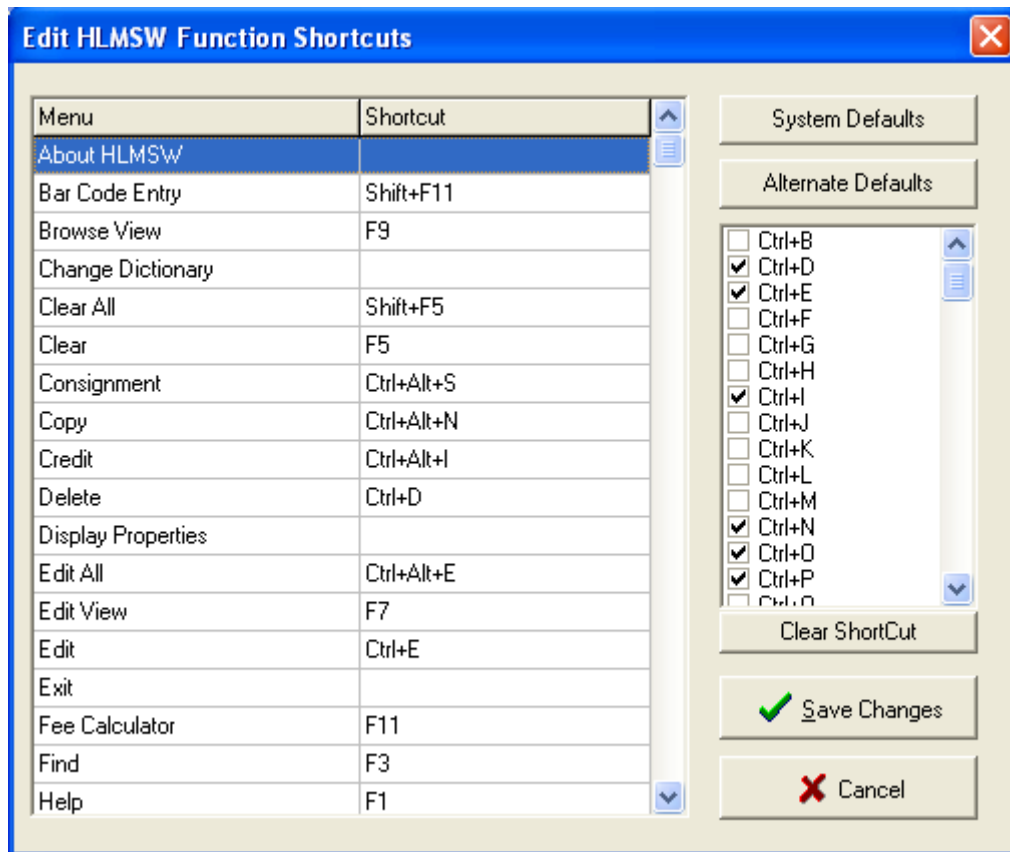 Edit HLMSW Function Shortcuts
Menu Shortcut
About HLMSW
Bar Code Entry Shift+F11
Browse View F9
Change Dictionary
Clear All Shift+F5
Clear F5
Consignment Ctrl+Alt+S
Copy Ctrl+Alt+N
Credit Ctrl+Alt+I
Delete Ctrl+D
Display Properties
Edit All Ctrl+Alt+E
Edit View F7
Edit Ctrl+E
Exit
Fee Calculator F11
Find F3
Help F1
System Defaults
Alternate Defaults
Ctrl+B
Ctrl+D
Ctrl+E
Ctrl+F
Ctrl+G
Ctrl+H
Ctrl+I
Ctrl+J
Ctrl+K
Ctrl+L
Ctrl+M
Ctrl+N
Ctrl+O
Ctrl+P
Clear ShortCut
Save Changes
Cancel